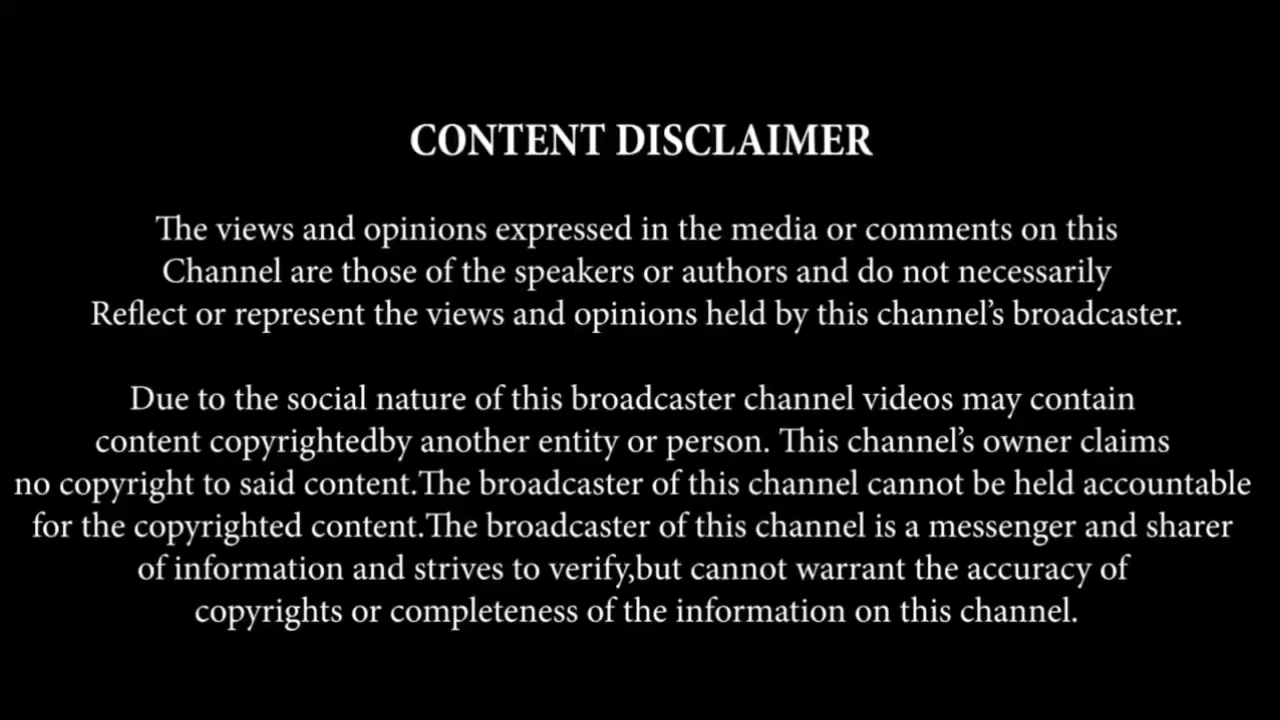 CONTENT DISCLAIMER
The views and opinions expressed in the media or comments on this
Channel are those of the speakers or authors and do not necessarily
Reflect or represent the views and opinions held by this channel’s broadcaster.
Due to the social nature of this broadcaster channel videos may contain
content copyrightedby another entity or person. This channel’s owner claims
no copyright to said content.The broadcaster of this channel cannot be held accountable
for the copyrighted content.The broadcaster of this channel is a messenger and sharer
of information and strives to verify,but cannot warrant the accuracy of
copyrights or completeness of the information on this channel.